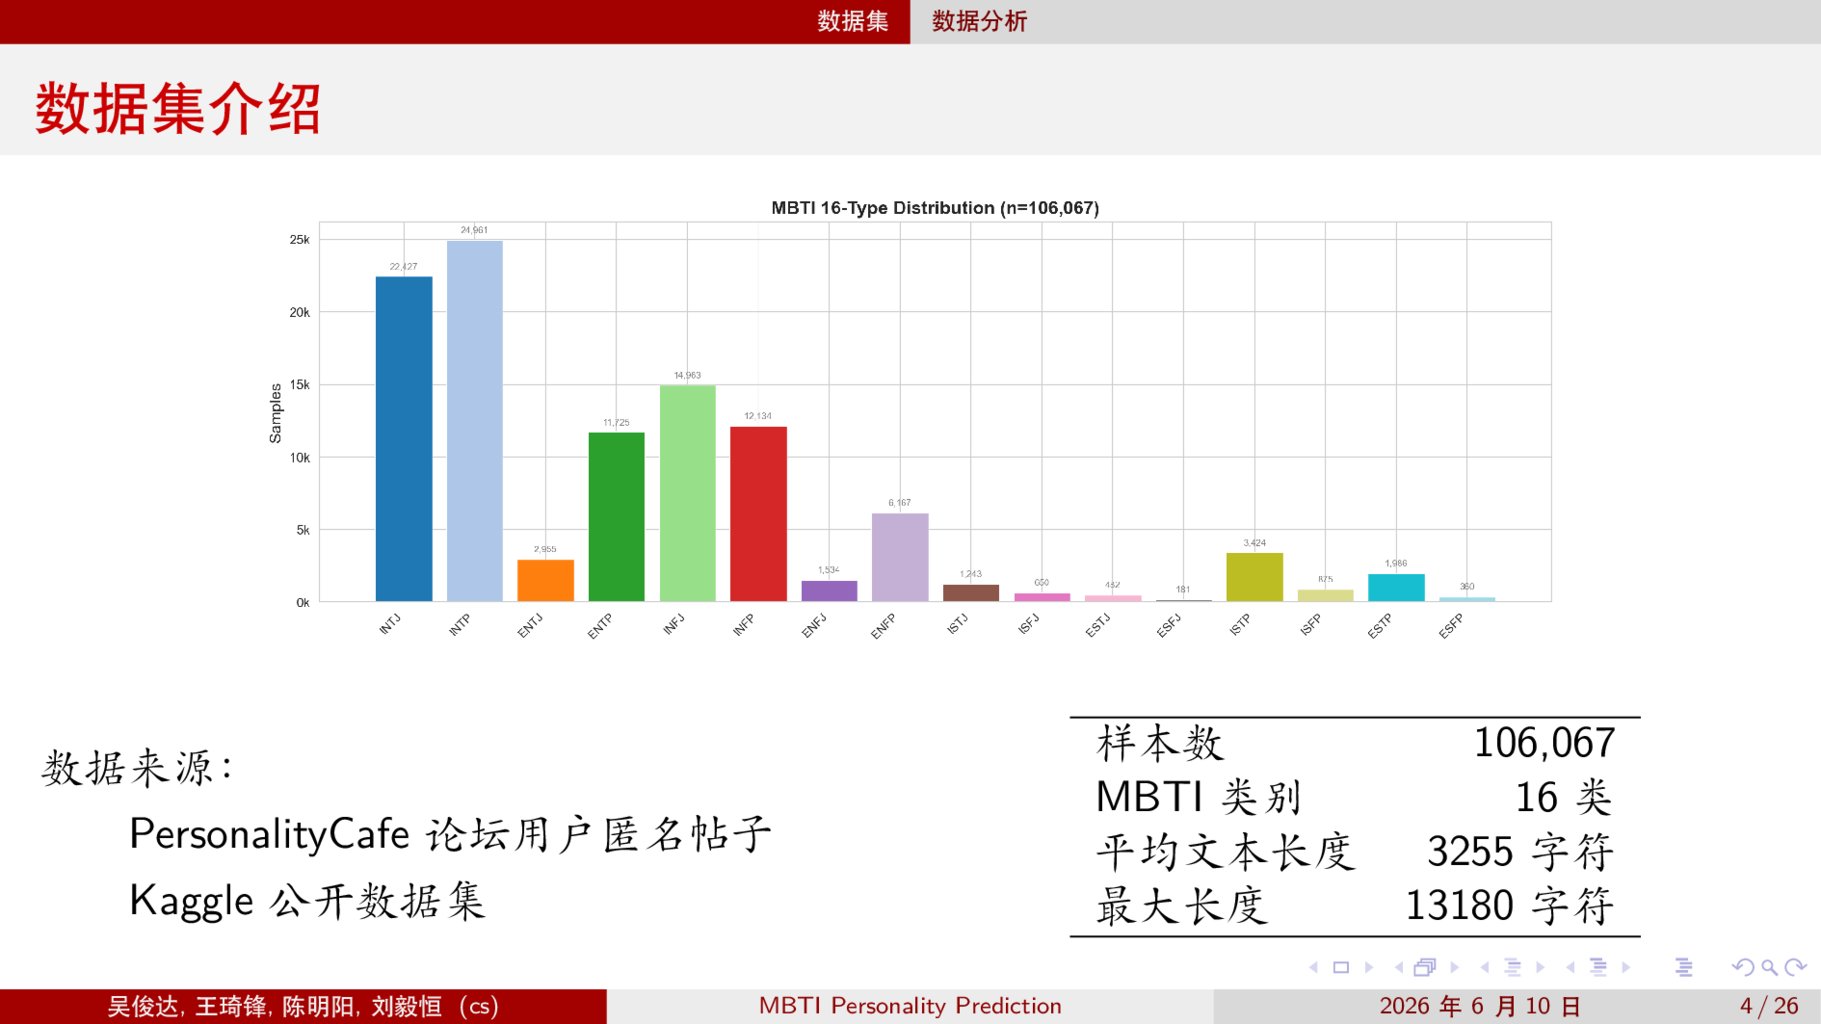 数据集 数据分析
数据集介绍
MBTI 16-Type Distribution (n=106,067)
Samples
25k
20k
15k
10k
5k
0k
22,427
24,961
2,955
11,725
14,963
12,134
1,534
6,167
1,243
650
482
181
3,424
875
1,986
360
INTJ INTP ENTJ ENTP INFJ INFP ENFJ ENFP ISTJ ISFJ ESTJ ESFJ ISTP ISFP ESTP ESFP
数据来源：
PersonalityCafe 论坛用户匿名帖子
Kaggle 公开数据集
样本数 106,067
MBTI 类别 16 类
平均文本长度 3255 字符
最大长度 13180 字符
吴俊达, 王琦锋, 陈明阳, 刘毅恒 (cs)
MBTI Personality Prediction
2026 年 6 月 10 日
4 / 26